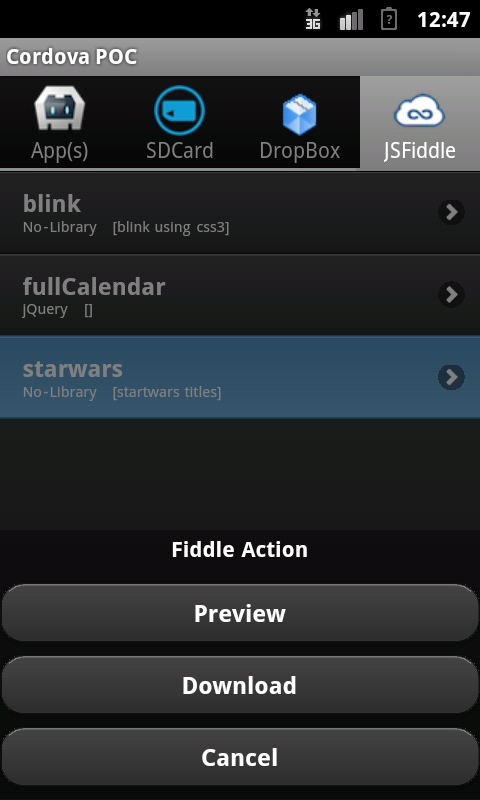 3G ? 12:47
Cordova POC
App(s) SDCard DropBox JSFiddle
blink
No-Library [blink using css3]
fullCalendar
jQuery []
starwars
No-Library [startwars titles]
Fiddle Action
Preview
Download
Cancel